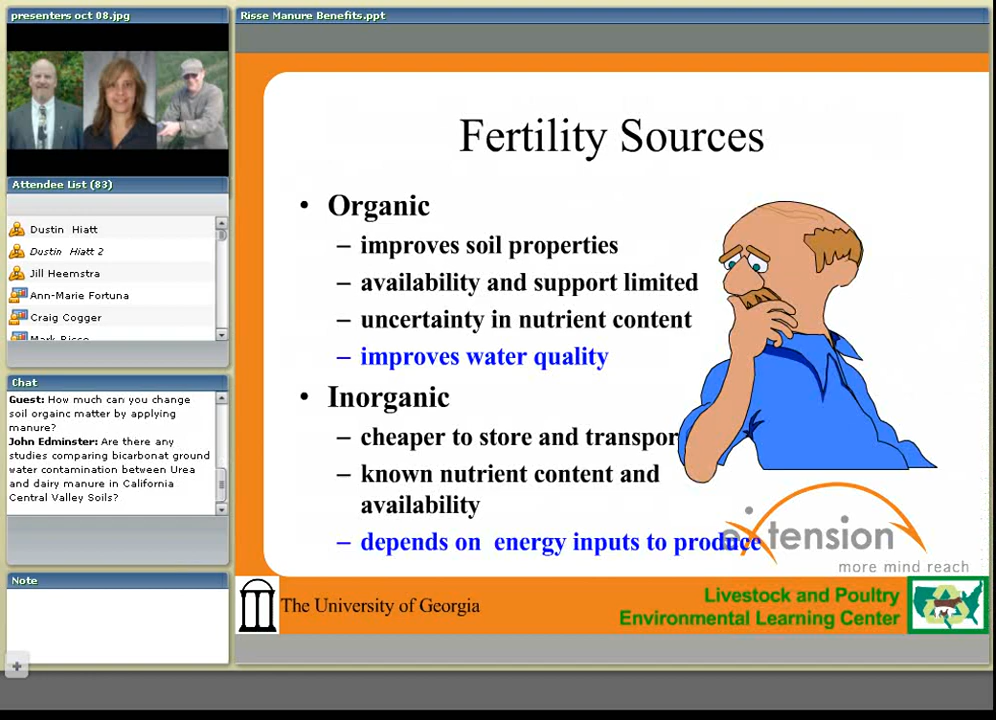 presenters oct 08.jpg
Attendee List (83)
Dustin Hiatt
Dustin Hiatt 2
Jill Heemstra
Ann-Marie Fortuna
Craig Cogger
Mark Risse
Chat
Guest: How much can you change
soil orgainc matter by applying
manure?
John Edminster: Are there any
studies comparing bicarbonat ground
water contamination between Urea
and dairy manure in California
Central Valley Soils?
Note
Risse Manure Benefits.ppt
Fertility Sources
• Organic
– improves soil properties
– availability and support limited
– uncertainty in nutrient content
– improves water quality
• Inorganic
– cheaper to store and transpor
– known nutrient content and
availability
– depends on energy inputs to produce
eXtension
more mind reach
The University of Georgia
Livestock and Poultry
Environmental Learning Center